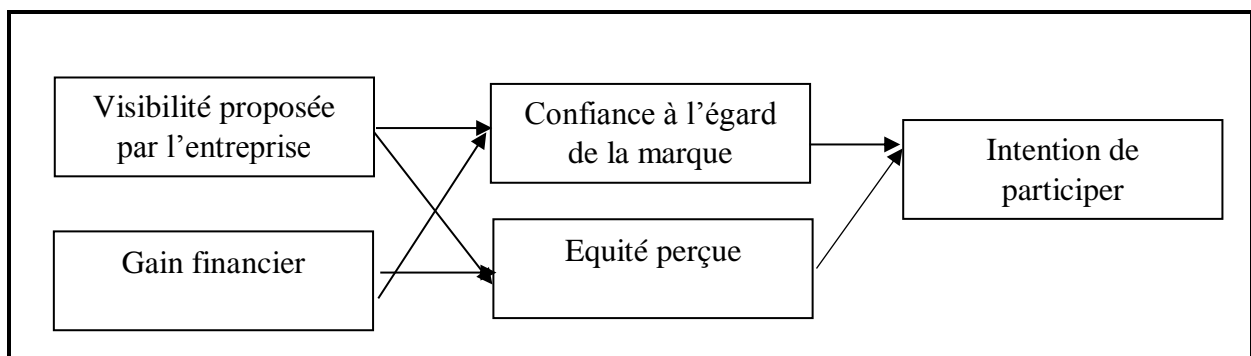 Visibilité proposée
par l’entreprise
Confiance à l’égard
de la marque
Intention de
participer
Gain financier
Equité perçue